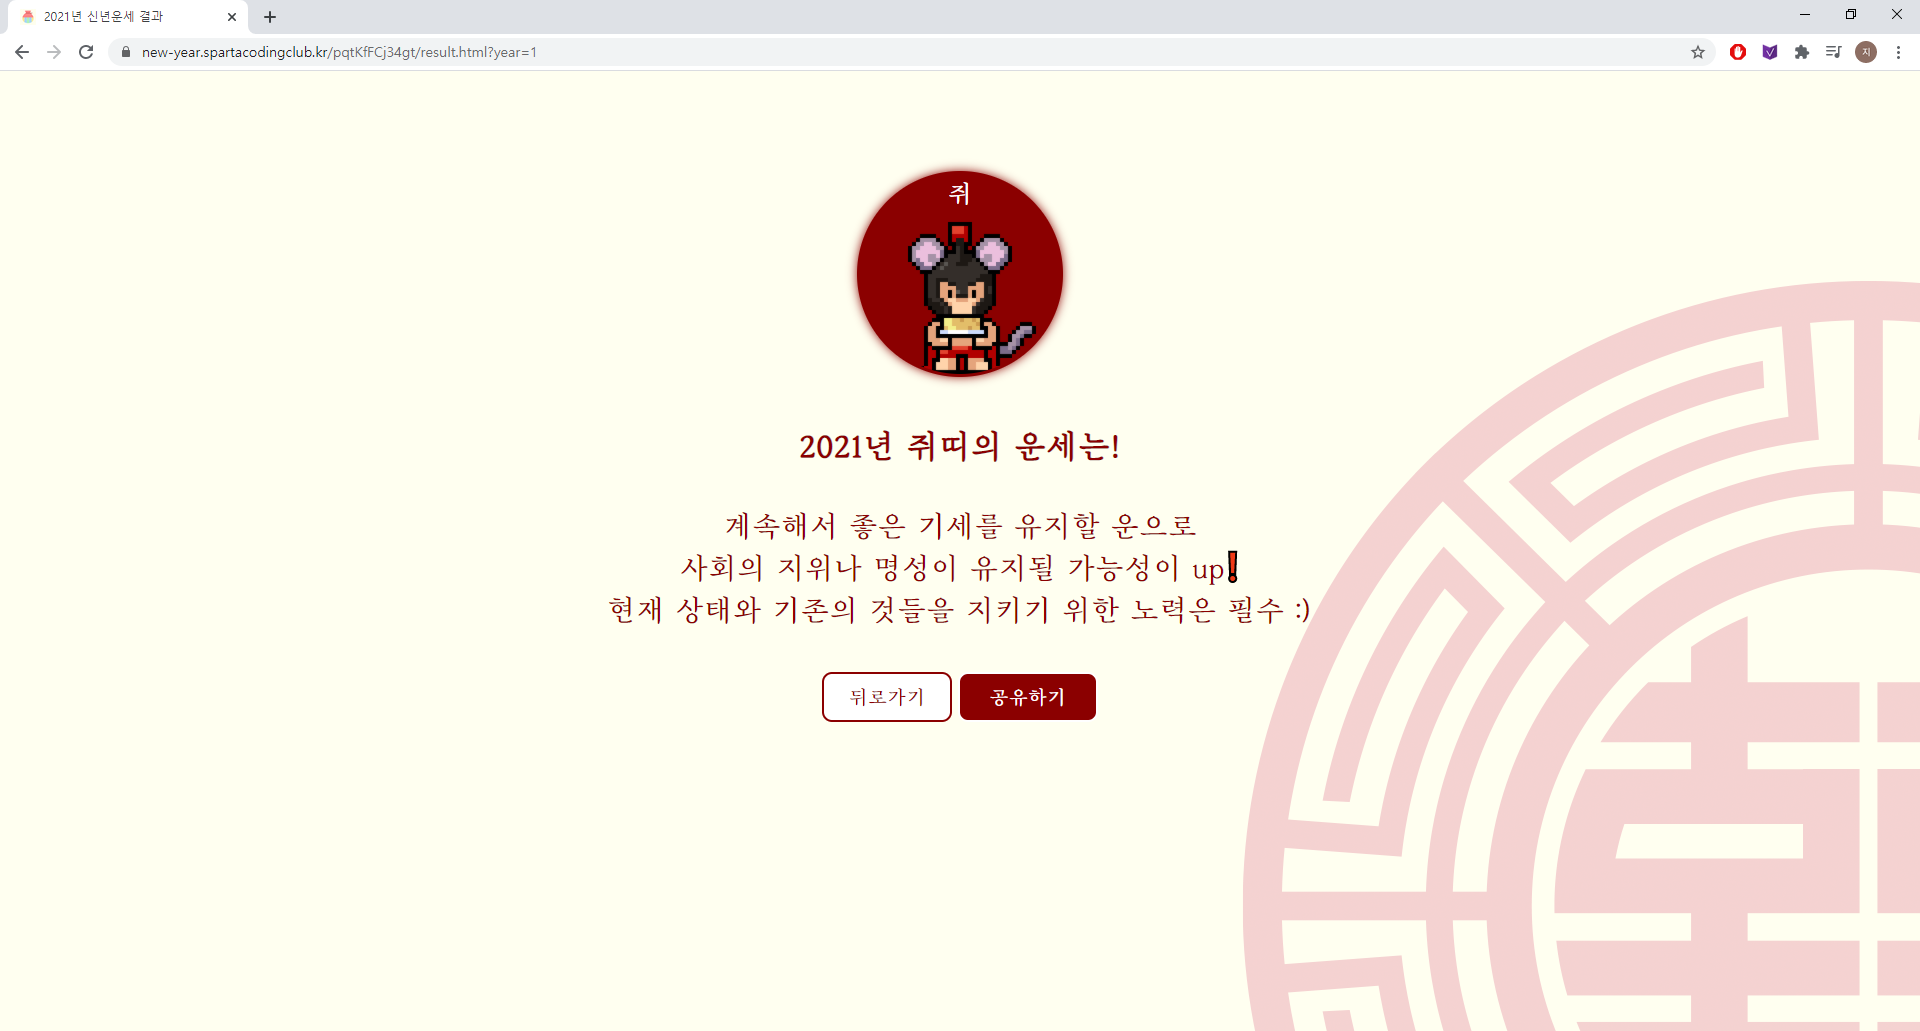 2021년 신년운세 결과
new-year.spartacodingclub.kr/pqtKfFCj34gt/result.html?year=1
지
쥐
2021년 쥐띠의 운세는!
계속해서 좋은 기세를 유지할 운으로
사회의 지위나 명성이 유지될 가능성이 up❗
현재 상태와 기존의 것들을 지키기 위한 노력은 필수 :)
뒤로가기 공유하기